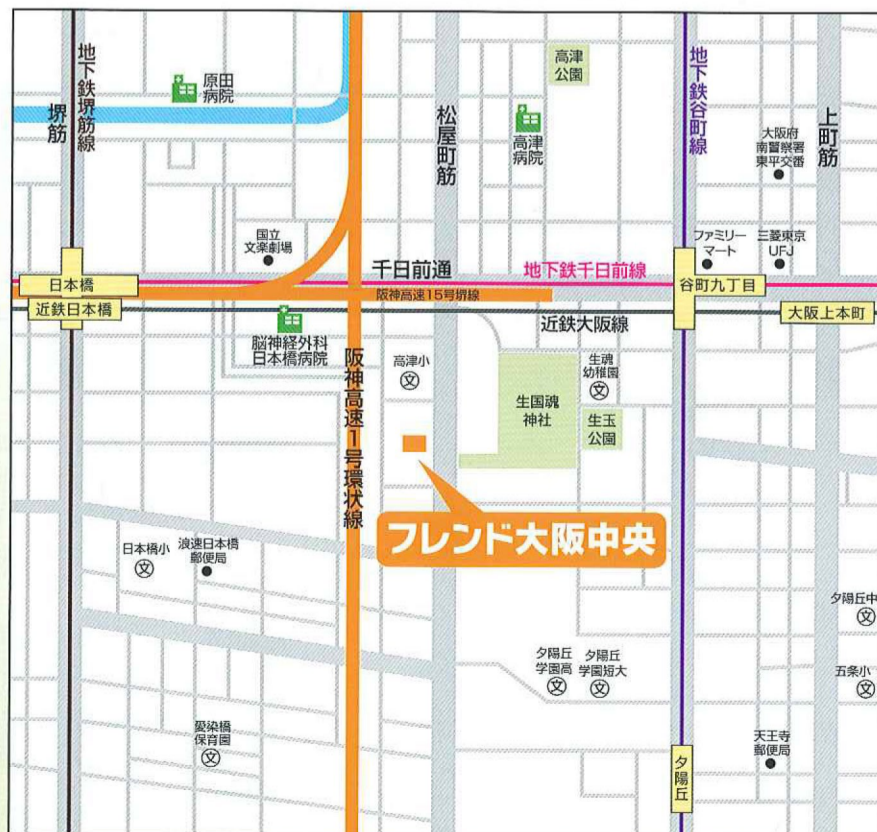 地下鉄堺筋線
堺筋
原田
病院
松屋町筋
高津
公園
高津
病院
地下鉄谷町線
大阪府
南警察署
東平交番
上町筋
国立
文楽劇場
ファミリー
マート
三菱東京
UFJ
千日前通
地下鉄千日前線
日本橋
阪神高速15号堺線
谷町九丁目
近鉄日本橋
近鉄大阪線
大阪上本町
脳神経外科
日本橋病院
阪神高速1号環状線
高津小
文
生国魂
神社
生魂
幼稚園
文
生玉
公園
フレンド大阪中央
日本橋小
文
浪速日本橋
郵便局
夕陽丘中
文
夕陽丘
学園高
文
夕陽丘
学園短大
文
五条小
文
愛染橋
保育園
文
夕陽丘
天王寺
郵便局